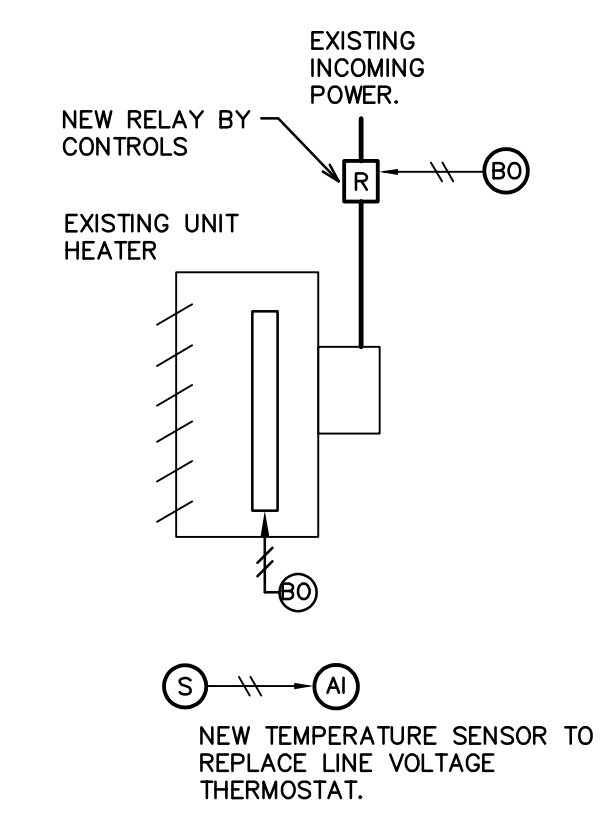 EXISTING
INCOMING
POWER.
NEW RELAY BY
CONTROLS
R
BO
EXISTING UNIT
HEATER
BO
S
AI
NEW TEMPERATURE SENSOR TO
REPLACE LINE VOLTAGE
THERMOSTAT.